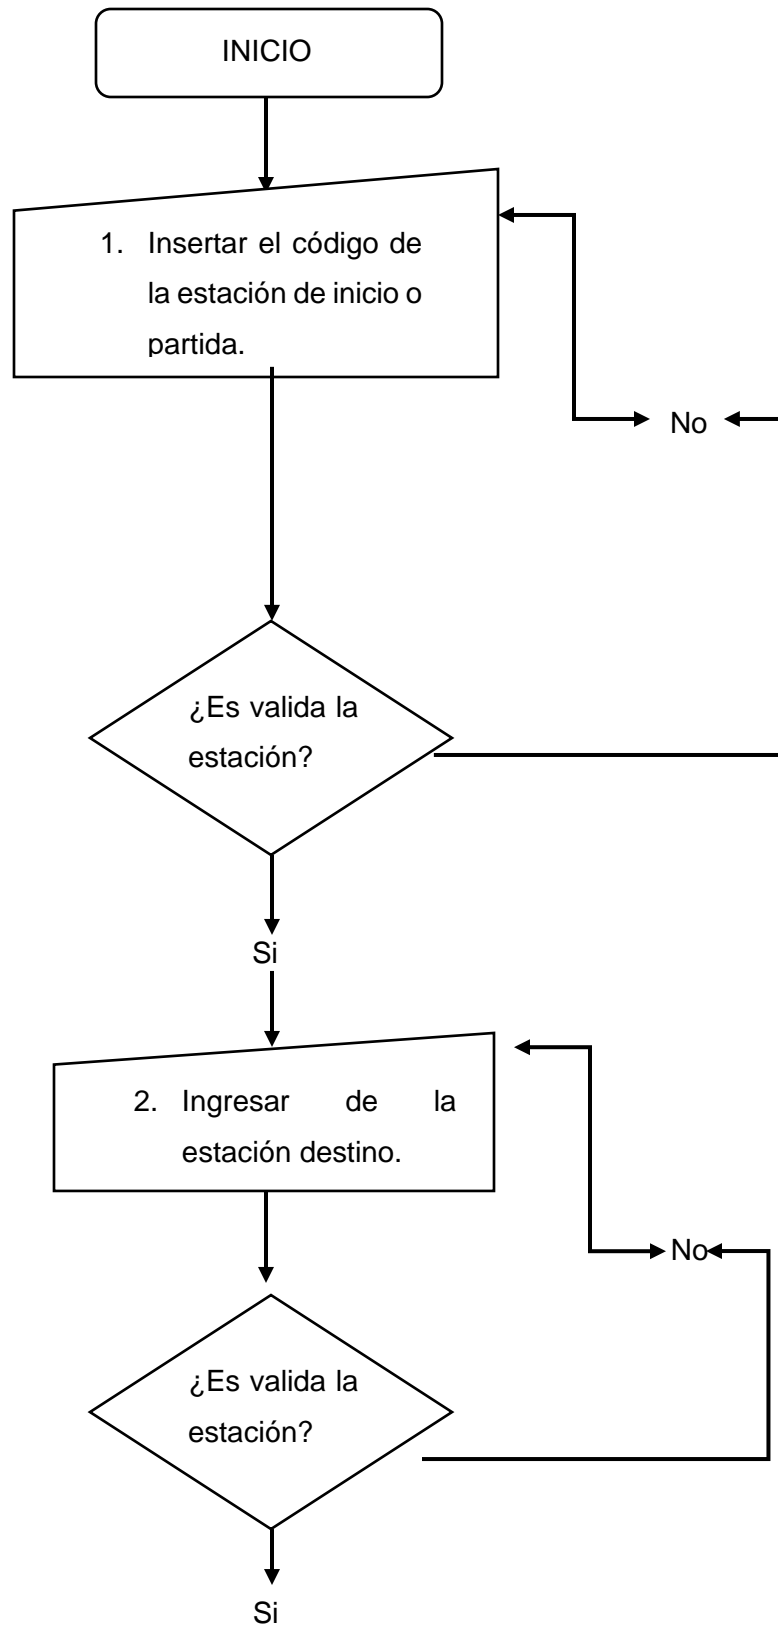 INICIO
1. Insertar el código de
la estación de inicio o
partida.
No
¿Es valida la
estación?
Si
2. Ingresar de la
estación destino.
No
¿Es valida la
estación?
Si